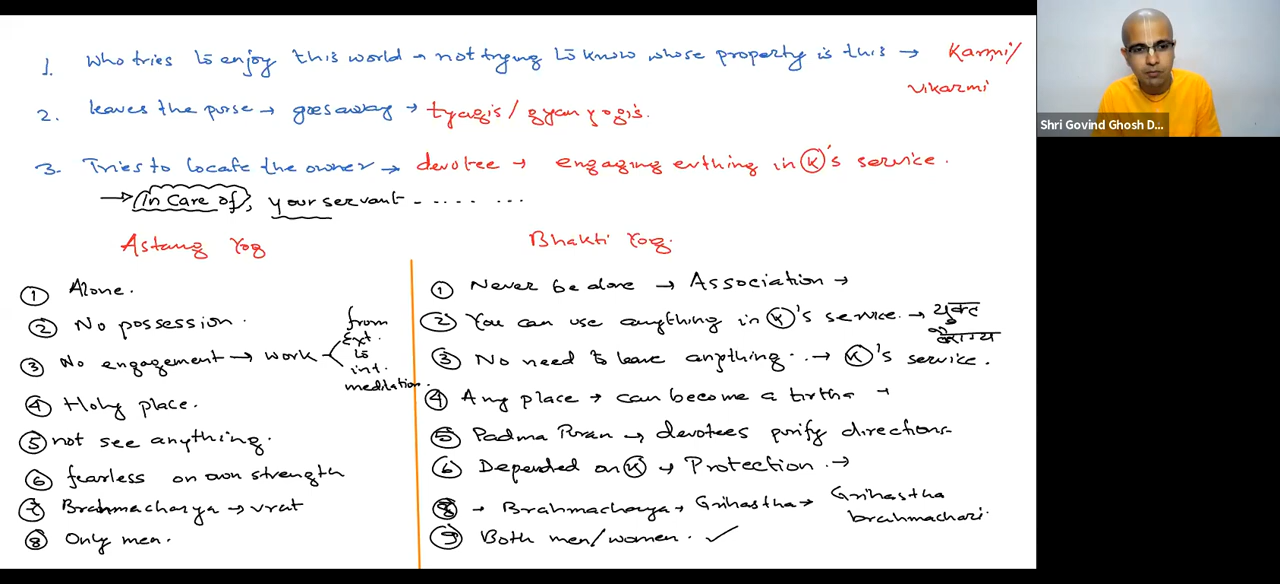 1. Who tries to enjoy this world → not trying to know whose property is this → Karmi/
vikarmi
2. leaves the purse → goes away → tyagis / gyan yogis.
3. Tries to locate the owner → devotee → engaging evthing in K's service.
→ In care of, your servant - ..... ...
Astang Yog
① Alone.
② No possession.
③ No engagement → work
from
ext.
to
int.
meditation.
④ Holy place.
⑤ not see anything.
⑥ fearless on own strength
⑦ Brahmacharya → vrat
⑧ Only men.
Bhakti Yog.
① Never be alone → Association →
② You can use anything in K's service. → युक्त
वैराग्य
③ No need to leave anything .. → K's service.
④ Any place → can become a tirtha →
⑤ Padma Puran → devotees purify directions
⑥ Depended on K → Protection. →
⑧ → Brahmacharya → Grihastha → Grihastha
brahmachari.
⑨ Both men/women. ✓
Shri Govind Ghosh D...